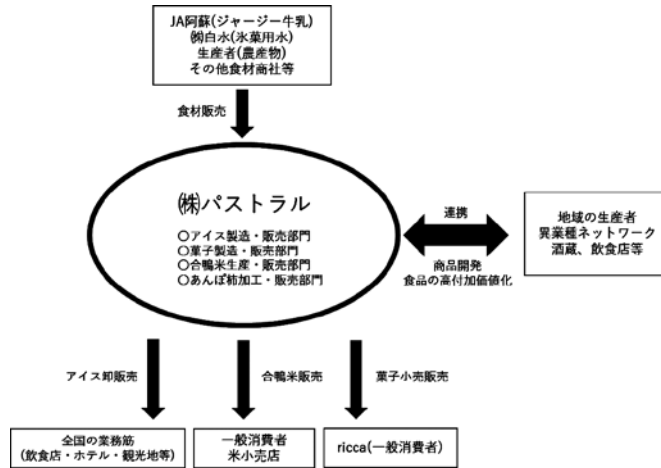 JA阿蘇(ジャージー牛乳)
㈱白水(氷菓用水)
生産者(農産物)
その他食材商社等
食材販売
㈱パストラル
○アイス製造・販売部門
○菓子製造・販売部門
○合鴨米生産・販売部門
○あんぽ柿加工・販売部門
連携
商品開発
食品の高付加価値化
地域の生産者
異業種ネットワーク
酒蔵、飲食店等
アイス卸販売
合鴨米販売
菓子小売販売
全国の業務筋
(飲食店・ホテル・観光地等)
一般消費者
米小売店
ricca(一般消費者)